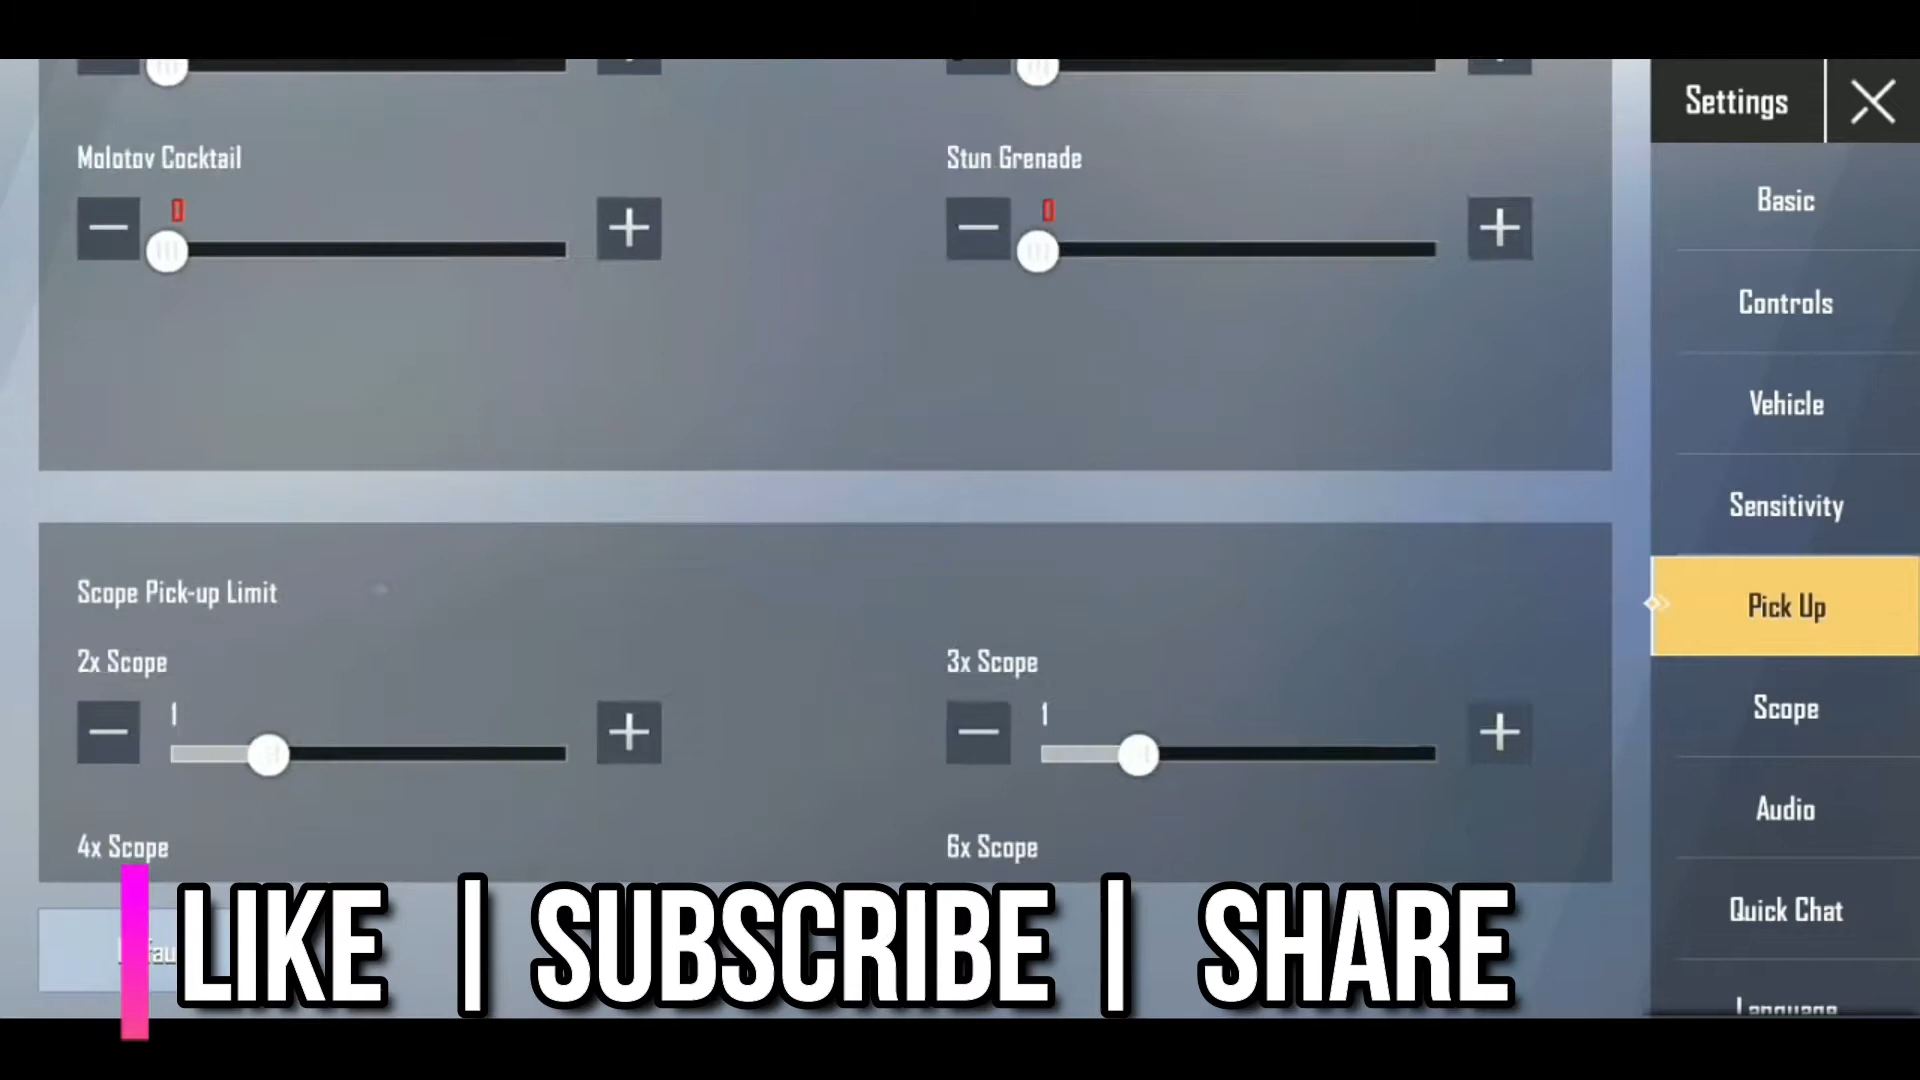 Settings
Molotov Cocktail
Stun Grenade
0
0
Basic
Controls
Vehicle
Sensitivity
Scope Pick-up Limit
Pick Up
2x Scope
3x Scope
1
1
Scope
Audio
4x Scope
6x Scope
Quick Chat
LIKE | SUBSCRIBE | SHARE
Language